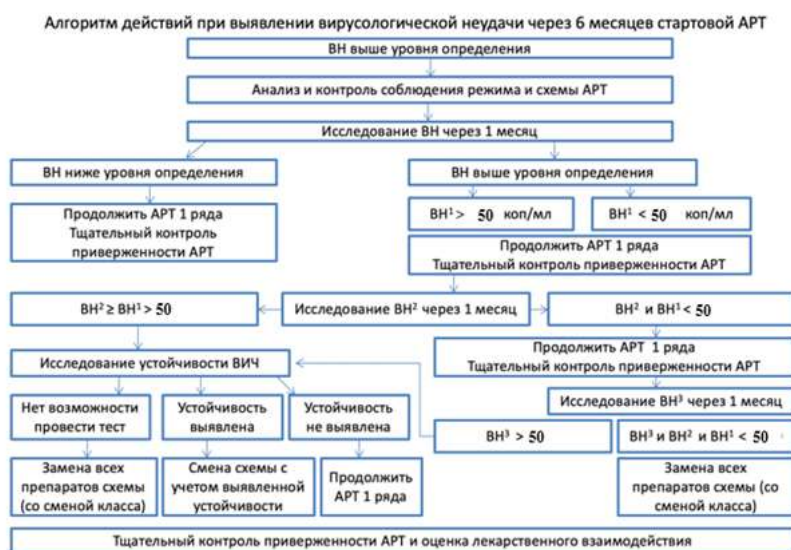 Алгоритм действий при выявлении вирусологической неудачи через 6 месяцев стартовой АРТ
ВН выше уровня определения
Анализ и контроль соблюдения режима и схемы АРТ
Исследование ВН через 1 месяц
ВН ниже уровня определения
ВН выше уровня определения
Продолжить АРТ 1 ряда
Тщательный контроль
приверженности АРТ
ВН¹ > 50 коп/мл
ВН¹ < 50 коп/мл
Продолжить АРТ 1 ряда
Тщательный контроль приверженности АРТ
ВН² ≥ ВН¹ > 50
Исследование ВН² через 1 месяц
ВН² и ВН¹ < 50
Исследование устойчивости ВИЧ
Продолжить АРТ 1 ряда
Тщательный контроль приверженности АРТ
Исследование ВН³ через 1 месяц
Нет возможности
провести тест
Устойчивость
выявлена
Устойчивость
не выявлена
ВН³ > 50
ВН³ и ВН² и ВН¹ < 50
Замена всех
препаратов схемы
(со сменой класса)
Смена схемы с
учетом выявленной
устойчивости
Продолжить
АРТ 1 ряда
Замена всех
препаратов схемы (со
сменой класса)
Тщательный контроль приверженности АРТ и оценка лекарственного взаимодействия